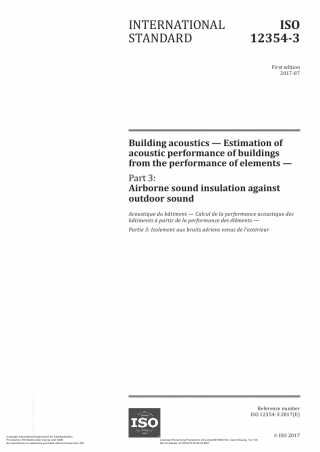 INTERNATIONAL
STANDARD
ISO
12354-3
First edition
2017-07
Building acoustics — Estimation of
acoustic performance of buildings
from the performance of elements —
Part 3:
Airborne sound insulation against
outdoor sound
Acoustique du bâtiment — Calcul de la performance acoustique des
bâtiments à partir de la performance des éléments —
Partie 3: Isolement aux bruits aériens venus de l'extérieur
Reference number
ISO 12354-3:2017(E)
ISO
© ISO 2017